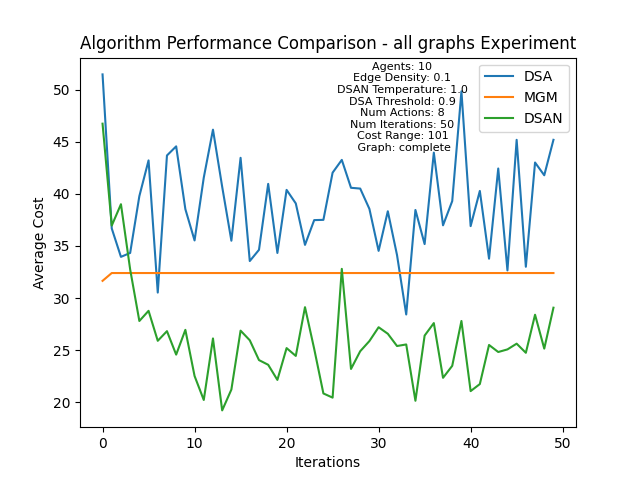 Algorithm Performance Comparison - all graphs Experiment
Agents: 10
Edge Density: 0.1
DSAN Temperature: 1.0
DSA Threshold: 0.9
Num Actions: 8
Num Iterations: 50
Cost Range: 101
Graph: complete
DSA
MGM
DSAN
Average Cost
50
45
40
35
30
25
20
0
10
20
30
40
50
Iterations